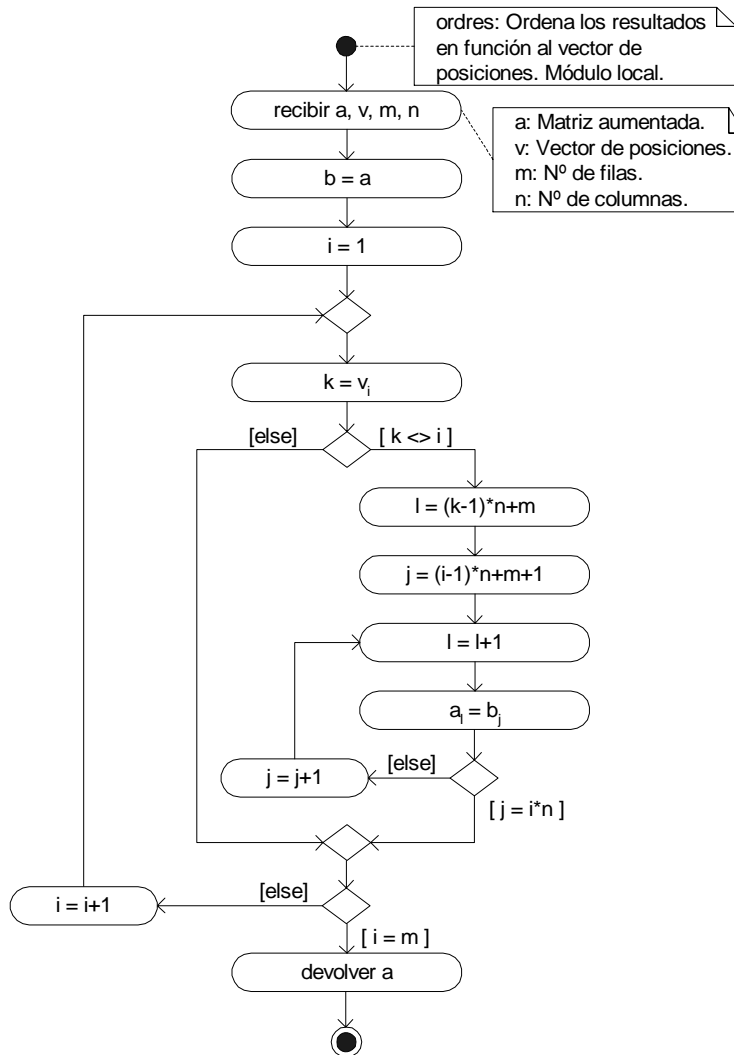 ordres: Ordena los resultados
en función al vector de
posiciones. Módulo local.
recibir a, v, m, n
a: Matriz aumentada.
v: Vector de posiciones.
m: Nº de filas.
n: Nº de columnas.
b = a
i = 1
k = vᵢ
[else]
[ k <> i ]
l = (k-1)*n+m
j = (i-1)*n+m+1
l = l+1
aₗ = bⱼ
j = j+1
[else]
[ j = i*n ]
i = i+1
[else]
[ i = m ]
devolver a